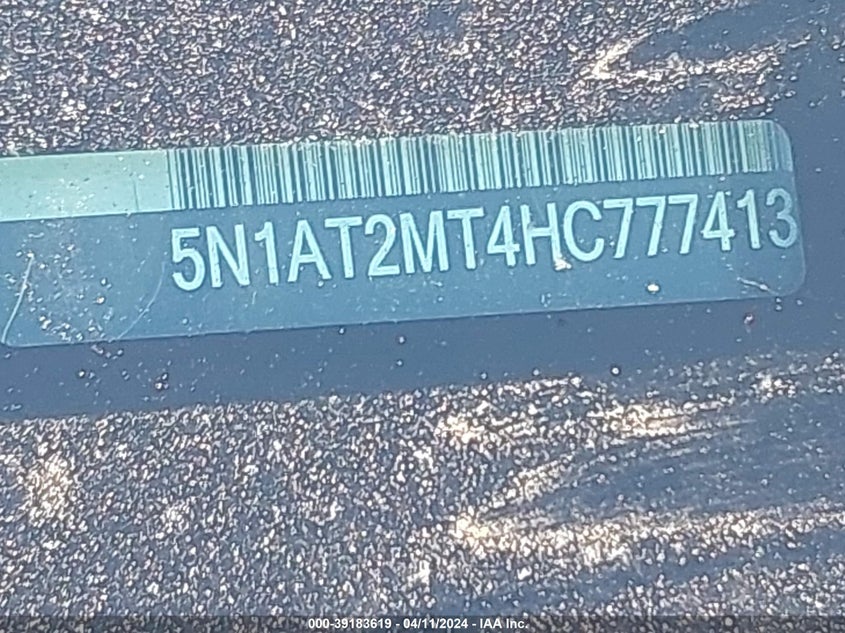 5N1AT2MT4HC777413
000-39183619 - 04/11/2024 - IAA Inc.